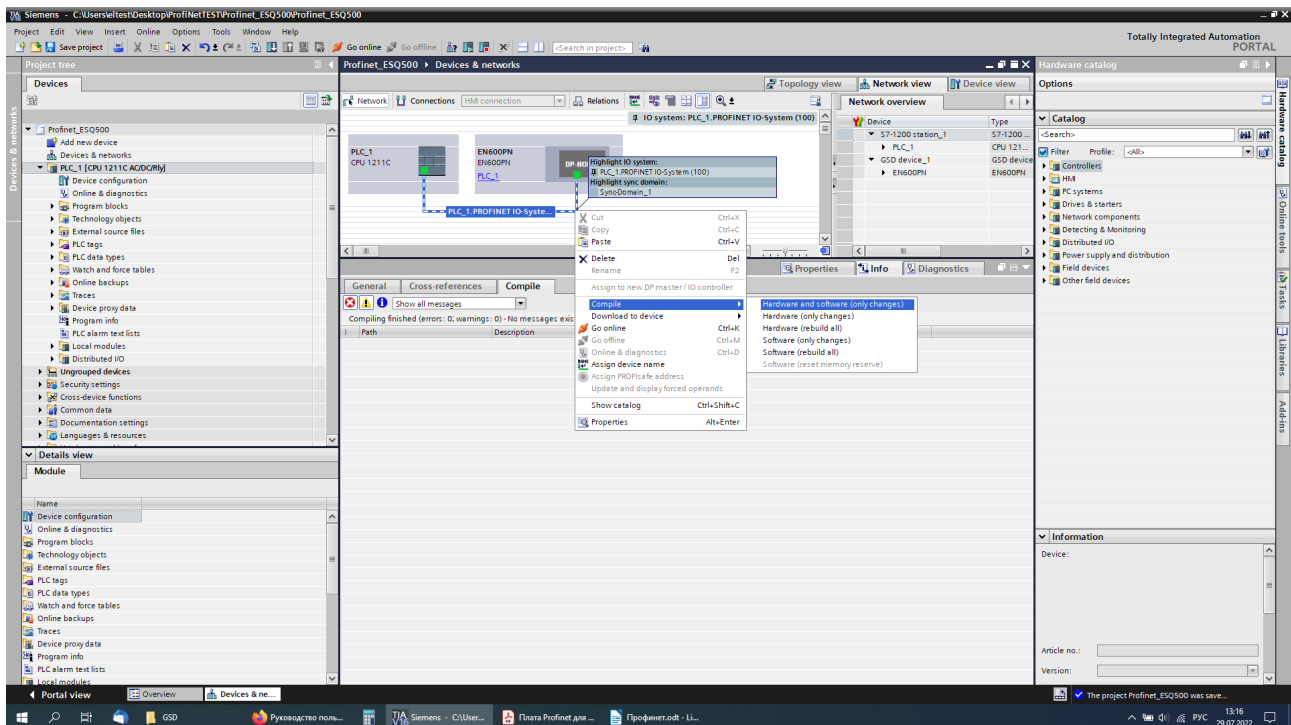 Siemens - C:\Users\eltest\Desktop\ProfiNetTEST\Profinet_ESQ500\Profinet_ESQ500
Project Edit View Insert Online Options Tools Window Help
Totally Integrated Automation
PORTAL
Save project Go online Go offline <Search in project>
Project tree
Profinet_ESQ500 Devices & networks
Hardware catalog
Devices
Topology view Network view Device view
Options
Network Connections HMI connection Relations
Network overview
IO system: PLC_1.PROFINET IO-System (100)
Catalog
Device Type
<Search>
S7-1200 station_1 S7-1200 ...
PLC_1 CPU 121...
GSD device_1 GSD device
EN600PN EN600PN
Filter Profile: <All>
Controllers
HMI
PC systems
Drives & starters
Network components
Detecting & Monitoring
Distributed I/O
Power supply and distribution
Field devices
Other field devices
Profinet_ESQ500
Add new device
Devices & networks
PLC_1 [CPU 1211C AC/DC/Rly]
Device configuration
Online & diagnostics
Program blocks
Technology objects
External source files
PLC tags
PLC data types
Watch and force tables
Online backups
Traces
Device proxy data
Program info
PLC alarm text lists
Local modules
Distributed I/O
Ungrouped devices
Security settings
Cross-device functions
Common data
Documentation settings
Languages & resources
PLC_1
CPU 1211C
EN600PN
EN600PN
PLC_1
DP-NO
Highlight IO system:
PLC_1.PROFINET IO-System (100)
Highlight sync domain:
SyncDomain_1
PLC_1.PROFINET IO-Syste...
Cut Ctrl+X
Copy Ctrl+C
Paste Ctrl+V
Delete Del
Rename F2
Assign to new DP master / IO controller
Compile
Download to device
Go online Ctrl+K
Go offline Ctrl+M
Online & diagnostics Ctrl+D
Assign device name
Assign PROFIsafe address
Update and display forced operands
Show catalog Ctrl+Shift+C
Properties Alt+Enter
Hardware and software (only changes)
Hardware (only changes)
Hardware (rebuild all)
Software (only changes)
Software (rebuild all)
Software (reset memory reserve)
Properties Info Diagnostics
General Cross-references Compile
Show all messages
Compiling finished (errors: 0; warnings: 0) - No messages exis
! Path Description
Details view
Module
Name
Device configuration
Online & diagnostics
Program blocks
Technology objects
External source files
PLC tags
PLC data types
Watch and force tables
Online backups
Traces
Device proxy data
Program info
PLC alarm text lists
Local modules
Information
Device:
Article no.:
Version:
Devices & networks
Hardware catalog
Online tools
Tasks
Libraries
Add-ins
Portal view Overview Devices & ne...
The project Profinet_ESQ500 was save...
GSD Руководство поль... Siemens - C:\User... Плата Profinet для ... Профинет.odt - Li...
РУС 13:16
29.07.2022